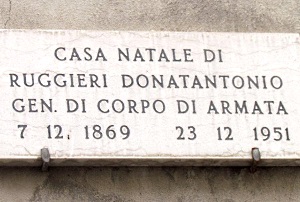 CASA NATALE DI
RUGGIERI DONATANTONIO
GEN. DI CORPO DI ARMATA
7 12. 1869 23 12 1951